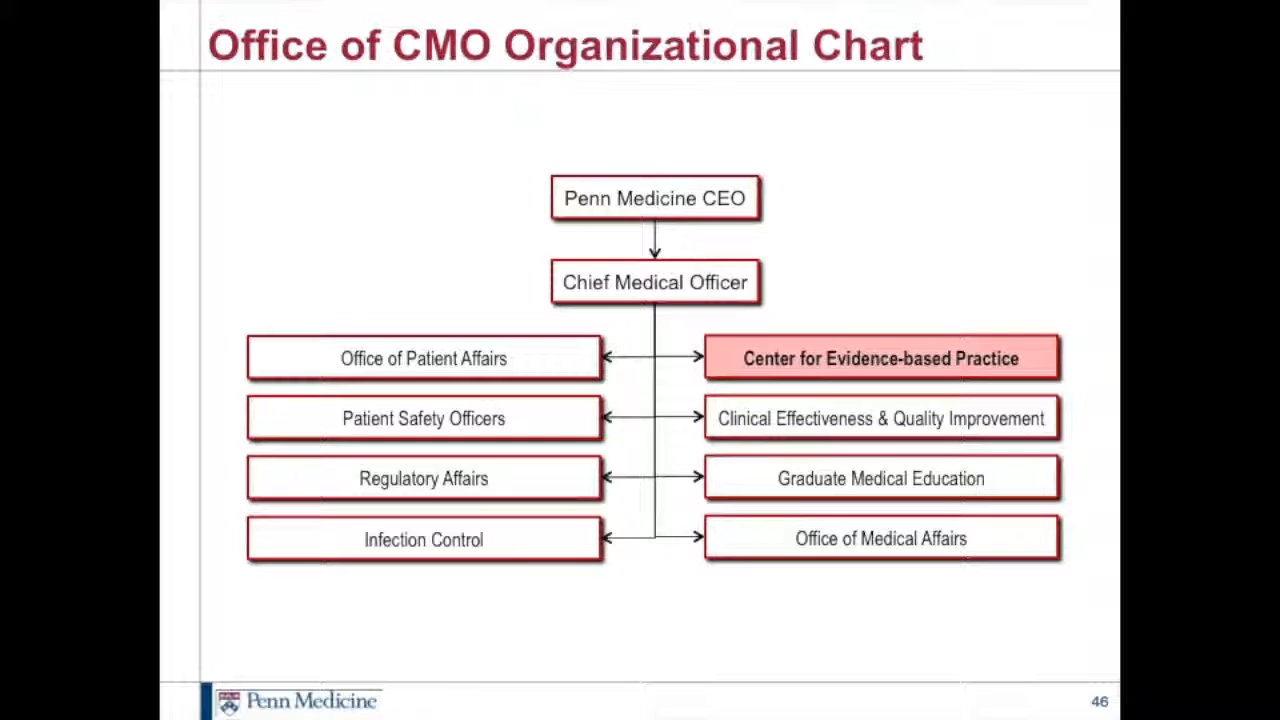 Office of CMO Organizational Chart
Penn Medicine CEO
Chief Medical Officer
Office of Patient Affairs
Center for Evidence-based Practice
Patient Safety Officers
Clinical Effectiveness & Quality Improvement
Regulatory Affairs
Graduate Medical Education
Infection Control
Office of Medical Affairs
Penn Medicine
46